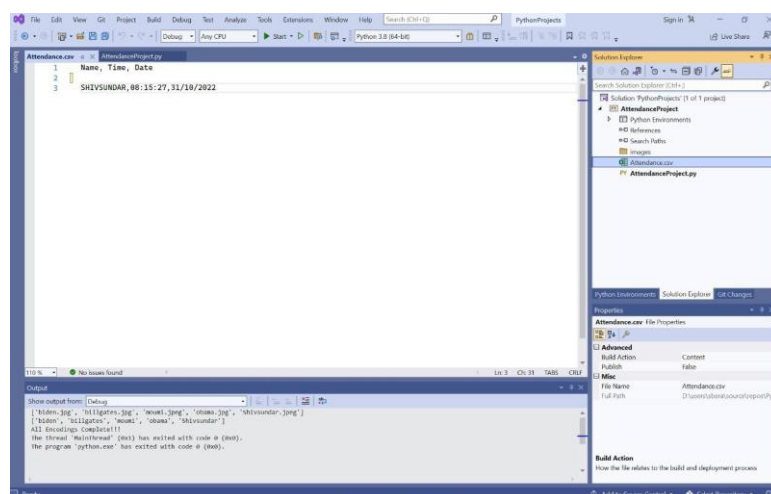 File Edit View Git Project Build Debug Test Analyze Tools Extensions Window Help Search (Ctrl+Q) PythonProjects Sign in
Debug Any CPU Start Python 3.8 (64-bit) Live Share
Toolbox
Attendance.csv AttendanceProject.py
1 Name, Time, Date
2
3 SHIVSUNDAR,08:15:27,31/10/2022
110 % No issues found Ln: 3 Ch: 31 TABS CRLF
Output
Show output from: Debug
['biden.jpg', 'billgates.jpg', 'moumi.jpeg', 'obama.jpg', 'Shivsundar.jpeg']
['biden', 'billgates', 'moumi', 'obama', 'Shivsundar']
All Encodings Complete!!!
The thread 'MainThread' (0x1) has exited with code 0 (0x0).
The program 'python.exe' has exited with code 0 (0x0).
Solution Explorer
Search Solution Explorer (Ctrl+;)
Solution 'PythonProjects' (1 of 1 project)
AttendanceProject
Python Environments
References
Search Paths
images
Attendance.csv
PY AttendanceProject.py
Python Environments Solution Explorer Git Changes
Properties
Attendance.csv File Properties
Advanced
Build Action Content
Publish False
Misc
File Name Attendance.csv
Full Path
Build Action
How the file relates to the build and deployment process